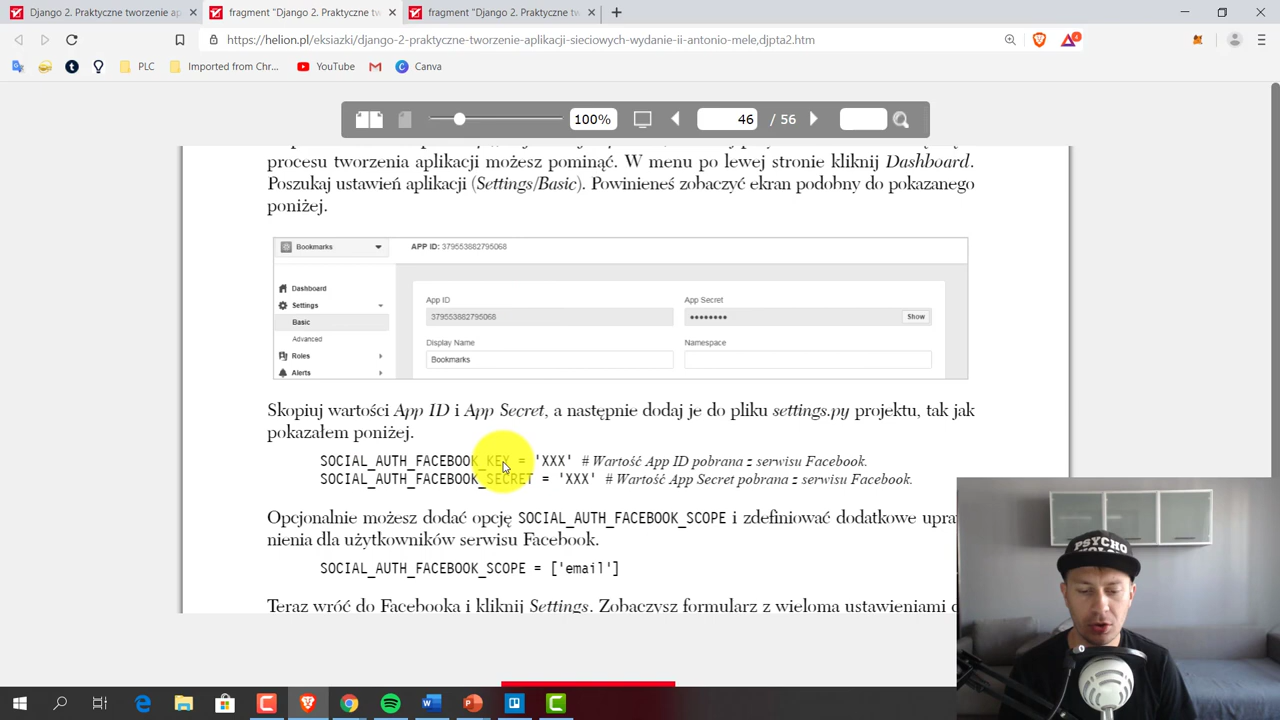 Django 2. Praktyczne tworzenie ap
fragment "Django 2. Praktyczne tw
fragment "Django 2. Praktyczne tw
https://helion.pl/eksiazki/django-2-praktyczne-tworzenie-aplikacji-sieciowych-wydanie-ii-antonio-mele,djpta2.htm
PLC
Imported from Chr...
YouTube
Canva
100%
46 / 56
procesu tworzenia aplikacji możesz pominąć. W menu po lewej stronie kliknij Dashboard.
Poszukaj ustawień aplikacji (Settings/Basic). Powinieneś zobaczyć ekran podobny do pokazanego
poniżej.
Bookmarks
APP ID: 379553882795068
Dashboard
Settings
Basic
Advanced
Roles
Alerts
App ID
App Secret
379553882795068
Show
Display Name
Namespace
Bookmarks
Skopiuj wartości App ID i App Secret, a następnie dodaj je do pliku settings.py projektu, tak jak
pokazałem poniżej.
SOCIAL_AUTH_FACEBOOK_KEY = 'XXX' # Wartość App ID pobrana z serwisu Facebook.
SOCIAL_AUTH_FACEBOOK_SECRET = 'XXX' # Wartość App Secret pobrana z serwisu Facebook.
Opcjonalnie możesz dodać opcję SOCIAL_AUTH_FACEBOOK_SCOPE i zdefiniować dodatkowe upra
nienia dla użytkowników serwisu Facebook.
SOCIAL_AUTH_FACEBOOK_SCOPE = ['email']
Teraz wróć do Facebooka i kliknij Settings. Zobaczysz formularz z wieloma ustawieniami
PSYCHO